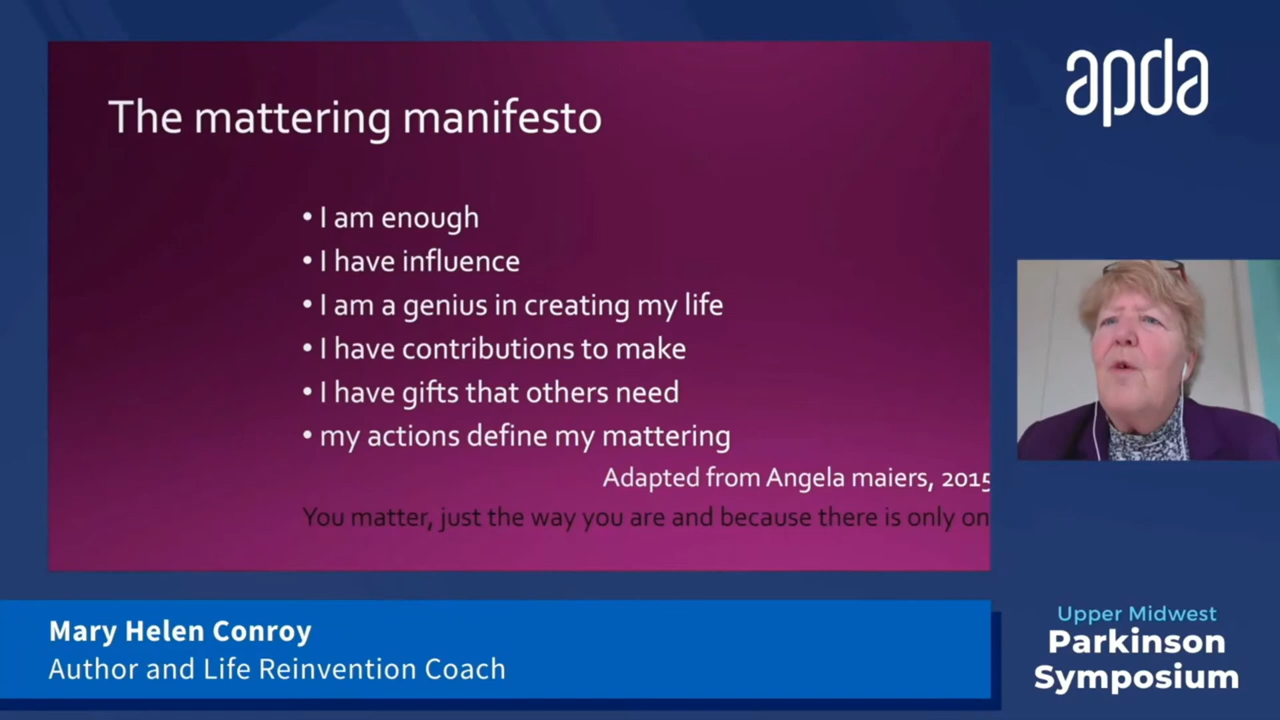 The mattering manifesto
• I am enough
• I have influence
• I am a genius in creating my life
• I have contributions to make
• I have gifts that others need
• my actions define my mattering
Adapted from Angela maiers, 2015
You matter, just the way you are and because there is only on
apda
Mary Helen Conroy
Author and Life Reinvention Coach
Upper Midwest
Parkinson
Symposium